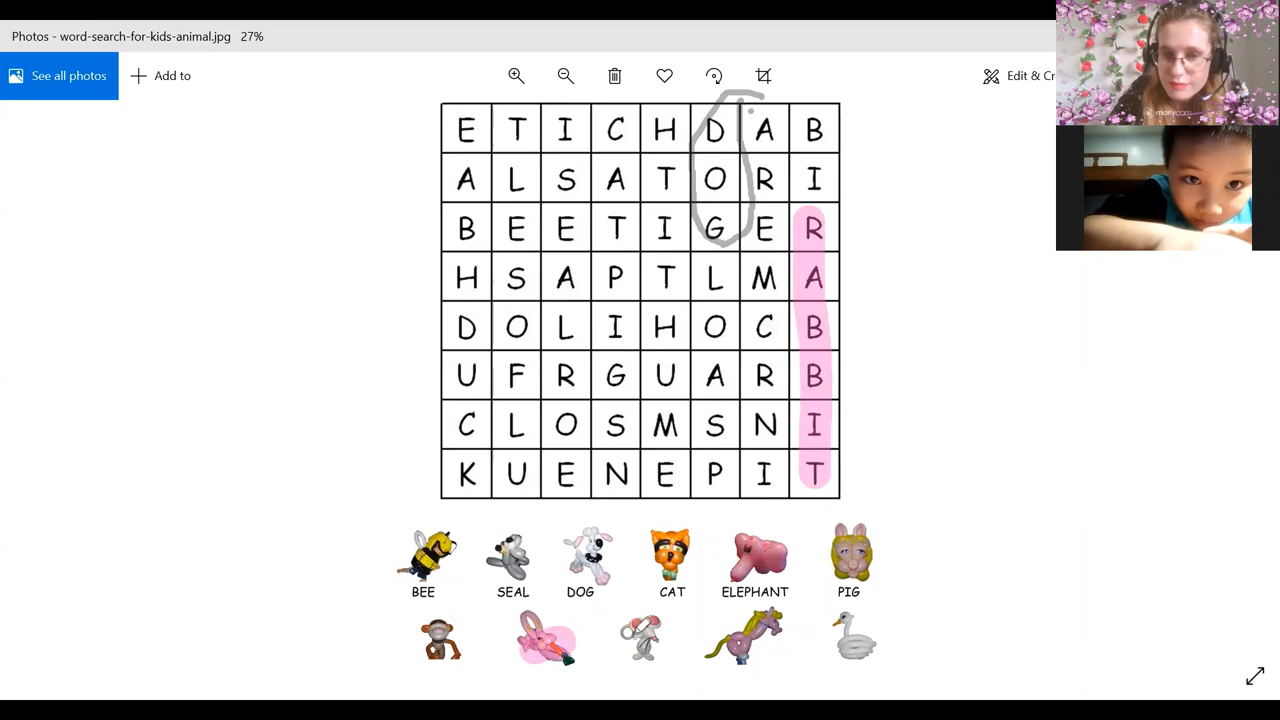 Photos - word-search-for-kids-animal.jpg 27%
See all photos
Add to
Edit & Cr
manycam
E T I C H D A B
A L S A T O R I
B E E T I G E R
H S A P T L M A
D O L I H O C B
U F R G U A R B
C L O S M S N I
K U E N E P I T
BEE SEAL DOG CAT ELEPHANT PIG